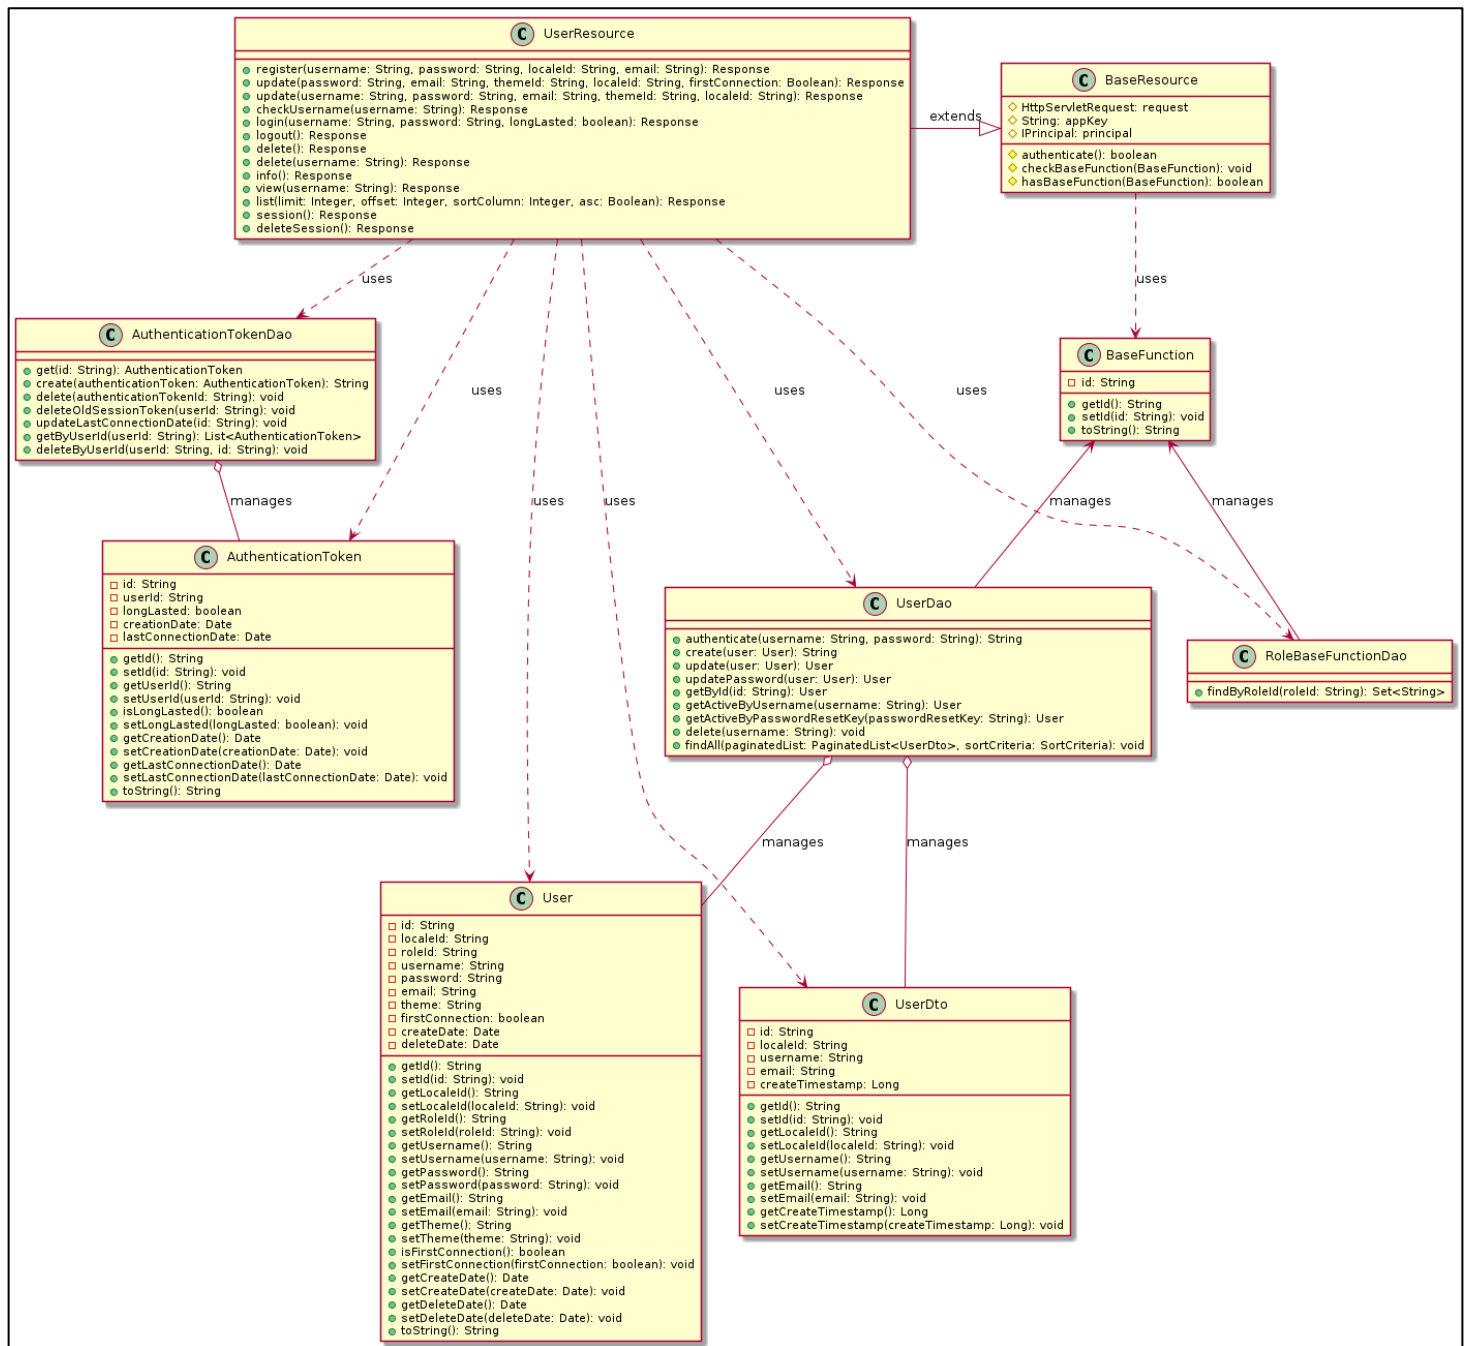 C UserResource
register(username: String, password: String, localeId: String, email: String): Response
update(password: String, email: String, themeId: String, localeId: String, firstConnection: Boolean): Response
update(username: String, password: String, email: String, themeId: String, localeId: String): Response
checkUsername(username: String): Response
login(username: String, password: String, longLasted: boolean): Response
logout(): Response
delete(): Response
delete(username: String): Response
info(): Response
view(username: String): Response
list(limit: Integer, offset: Integer, sortColumn: Integer, asc: Boolean): Response
session(): Response
deleteSession(): Response
extends
C BaseResource
HttpServletRequest: request
String: appKey
IPrincipal: principal
authenticate(): boolean
checkBaseFunction(BaseFunction): void
hasBaseFunction(BaseFunction): boolean
uses
uses
C AuthenticationTokenDao
get(id: String): AuthenticationToken
create(authenticationToken: AuthenticationToken): String
delete(authenticationTokenId: String): void
deleteOldSessionToken(userId: String): void
updateLastConnectionDate(id: String): void
getByUserId(userId: String): List<AuthenticationToken>
deleteByUserId(userId: String, id: String): void
uses
uses
uses
C BaseFunction
id: String
getId(): String
setId(id: String): void
toString(): String
manages
uses
uses
manages
manages
C AuthenticationToken
id: String
userId: String
longLasted: boolean
creationDate: Date
lastConnectionDate: Date
getId(): String
setId(id: String): void
getUserId(): String
setUserId(userId: String): void
isLongLasted(): boolean
setLongLasted(longLasted: boolean): void
getCreationDate(): Date
setCreationDate(creationDate: Date): void
getLastConnectionDate(): Date
setLastConnectionDate(lastConnectionDate: Date): void
toString(): String
C UserDao
authenticate(username: String, password: String): String
create(user: User): String
update(user: User): User
updatePassword(user: User): User
getById(id: String): User
getActiveByUsername(username: String): User
getActiveByPasswordResetKey(passwordResetKey: String): User
delete(username: String): void
findAll(paginatedList: PaginatedList<UserDto>, sortCriteria: SortCriteria): void
C RoleBaseFunctionDao
findByRoleId(roleId: String): Set<String>
manages
manages
C User
id: String
localeId: String
roleId: String
username: String
password: String
email: String
theme: String
firstConnection: boolean
createDate: Date
deleteDate: Date
getId(): String
setId(id: String): void
getLocaleId(): String
setLocaleId(localeId: String): void
getRoleId(): String
setRoleId(roleId: String): void
getUsername(): String
setUsername(username: String): void
getPassword(): String
setPassword(password: String): void
getEmail(): String
setEmail(email: String): void
getTheme(): String
setTheme(theme: String): void
isFirstConnection(): boolean
setFirstConnection(firstConnection: boolean): void
getCreateDate(): Date
setCreateDate(createDate: Date): void
getDeleteDate(): Date
setDeleteDate(deleteDate: Date): void
toString(): String
C UserDto
id: String
localeId: String
username: String
email: String
createTimestamp: Long
getId(): String
setId(id: String): void
getLocaleId(): String
setLocaleId(localeId: String): void
getUsername(): String
setUsername(username: String): void
getEmail(): String
setEmail(email: String): void
getCreateTimestamp(): Long
setCreateTimestamp(createTimestamp: Long): void